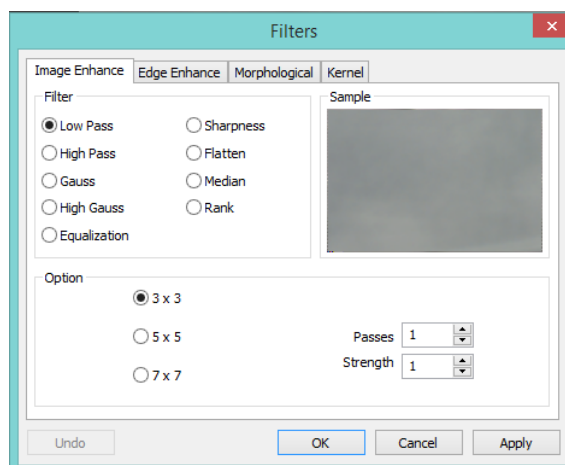 Filters
Image Enhance Edge Enhance Morphological Kernel
Filter
Low Pass
High Pass
Gauss
High Gauss
Equalization
Sharpness
Flatten
Median
Rank
Sample
Option
3 x 3
5 x 5
7 x 7
Passes 1
Strength 1
Undo OK Cancel Apply